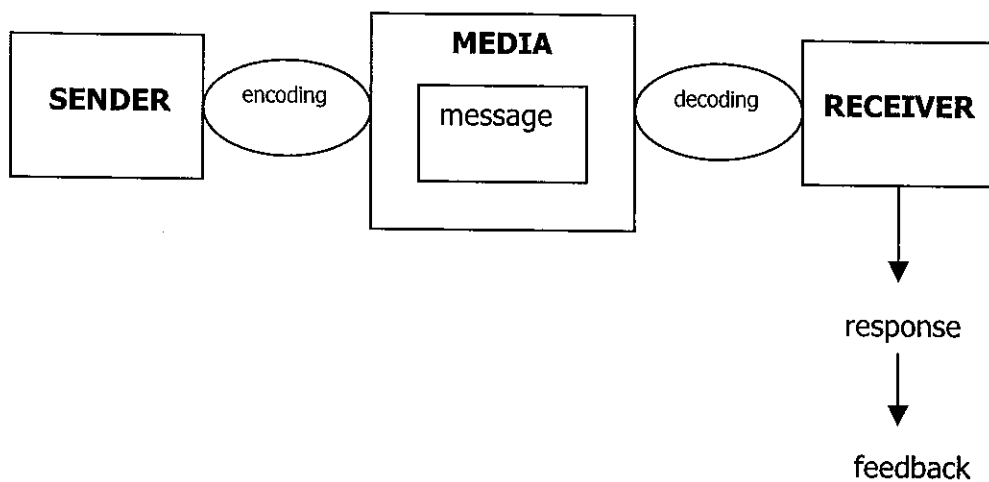 SENDER
encoding
MEDIA
message
decoding
RECEIVER
response
feedback